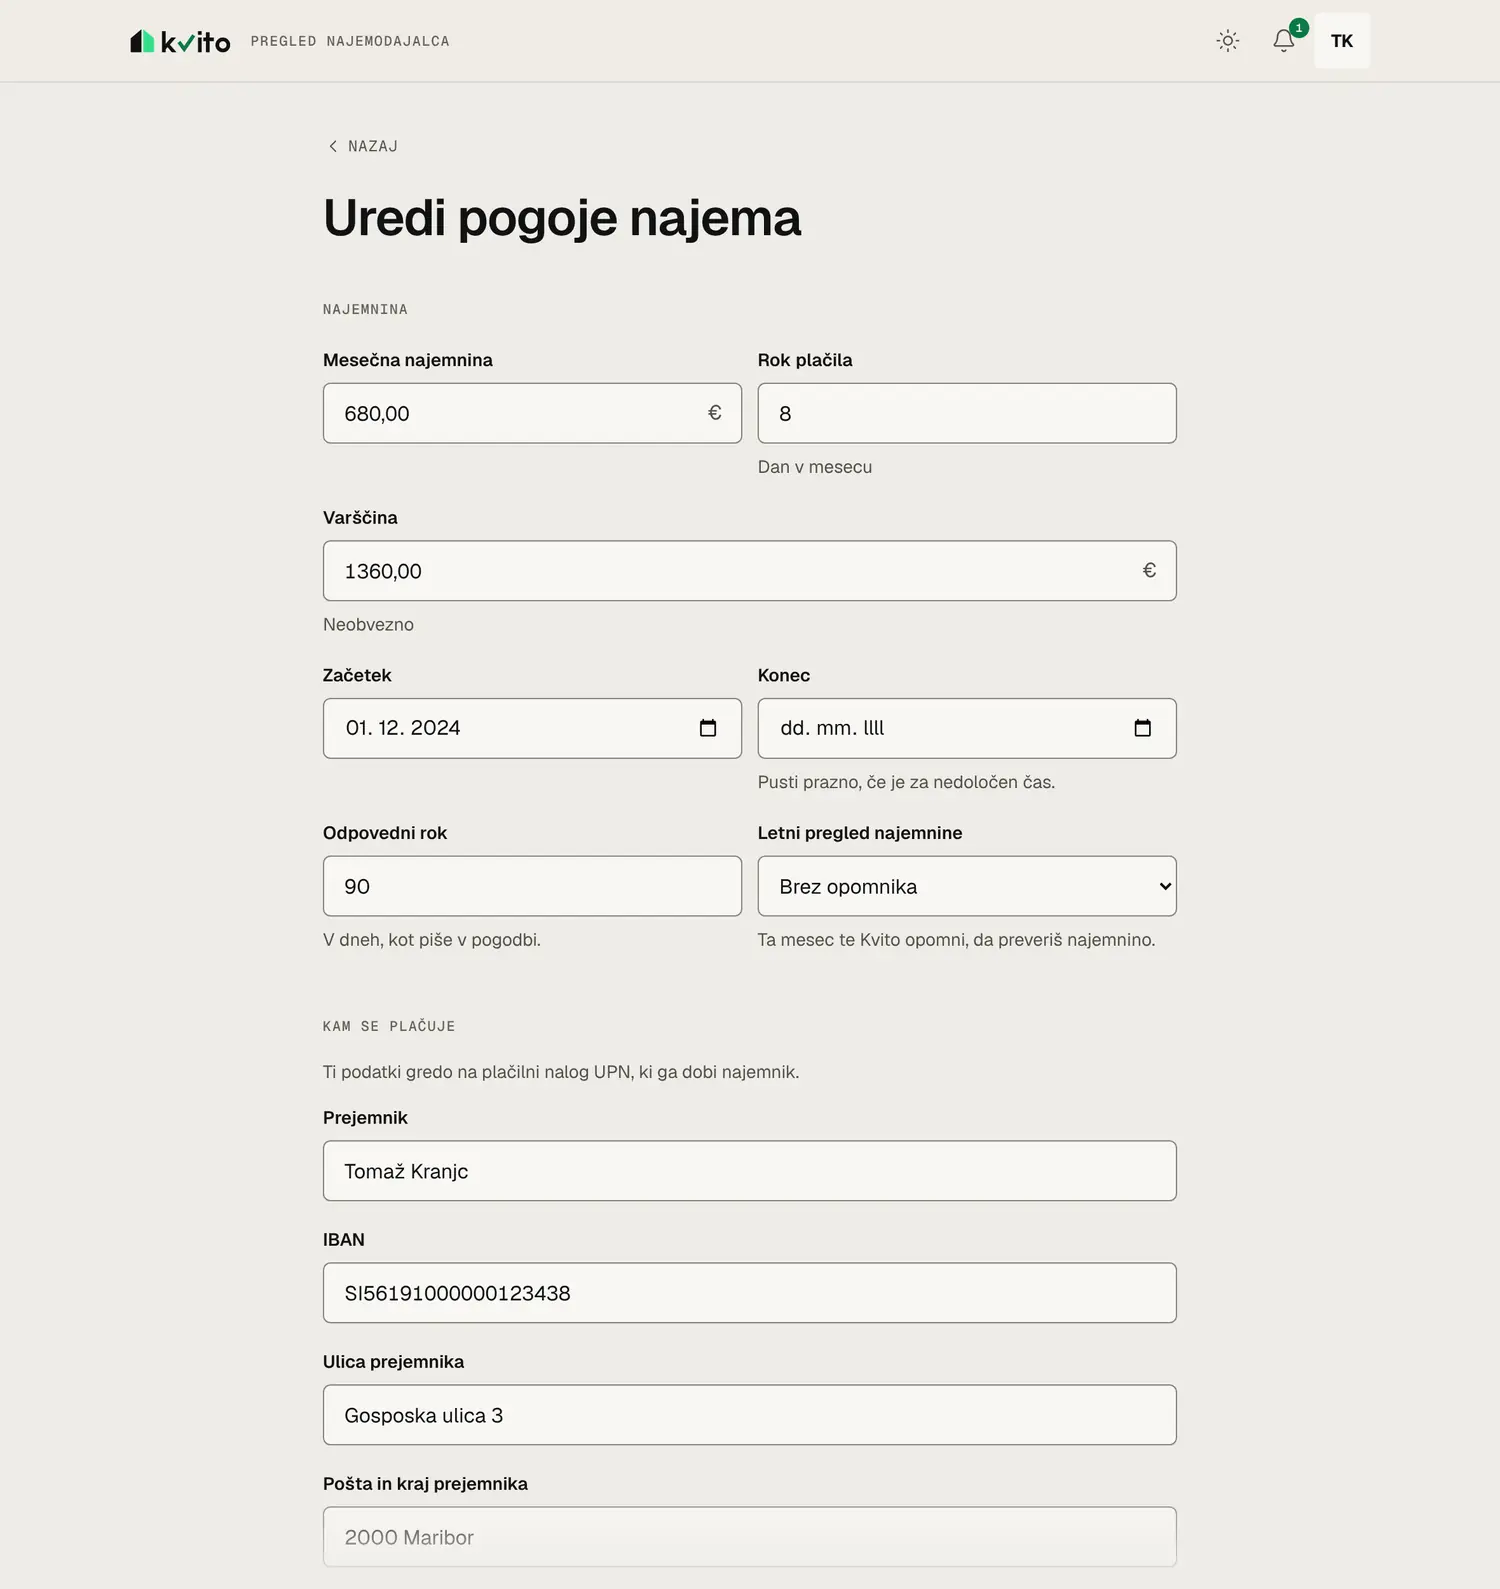 kvito PREGLED NAJEMODAJALCA
1
TK
NAZAJ
Uredi pogoje najema
NAJEMNINA
Mesečna najemnina
680,00 €
Rok plačila
8
Dan v mesecu
Varščina
1360,00 €
Neobvezno
Začetek
01. 12. 2024
Konec
dd. mm. llll
Pusti prazno, če je za nedoločen čas.
Odpovedni rok
90
V dneh, kot piše v pogodbi.
Letni pregled najemnine
Brez opomnika
Ta mesec te Kvito opomni, da preveriš najemnino.
KAM SE PLAČUJE
Ti podatki gredo na plačilni nalog UPN, ki ga dobi najemnik.
Prejemnik
Tomaž Kranjc
IBAN
SI56191000000123438
Ulica prejemnika
Gosposka ulica 3
Pošta in kraj prejemnika
2000 Maribor